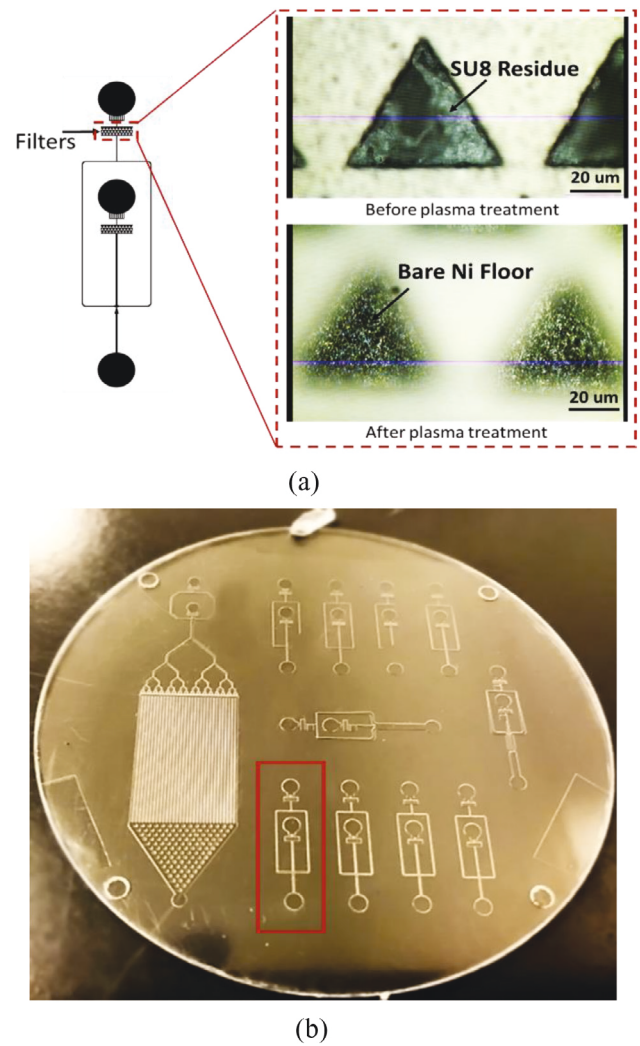 Filters
SU8 Residue
20 um
Before plasma treatment
Bare Ni Floor
20 um
After plasma treatment
(a)
(b)